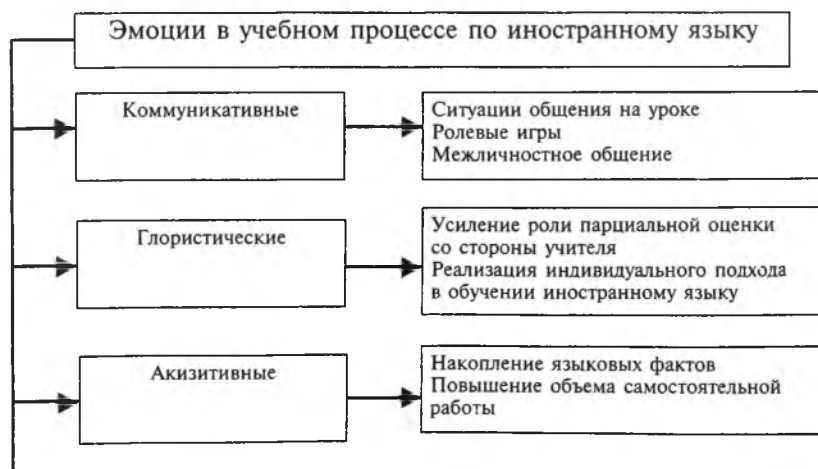 Эмоции в учебном процессе по иностранному языку
Коммуникативные
Ситуации общения на уроке
Ролевые игры
Межличностное общение
Глористические
Усиление роли парциальной оценки
со стороны учителя
Реализация индивидуального подхода
в обучении иностранному языку
Акизитивные
Накопление языковых фактов
Повышение объема самостоятельной
работы